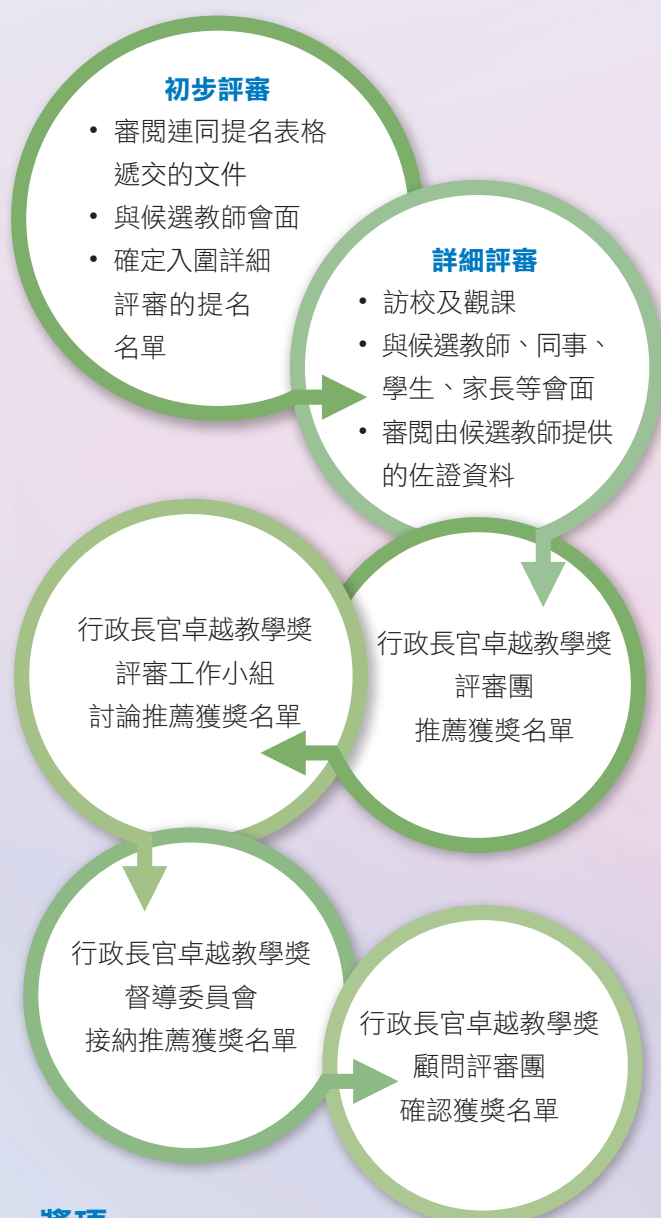 初步評審
• 審閱連同提名表格
遞交的文件
• 與候選教師會面
• 確定入圍詳細
評審的提名
名單
詳細評審
• 訪校及觀課
• 與候選教師、同事、
學生、家長等會面
• 審閱由候選教師提供
的佐證資料
行政長官卓越教學獎
評審團
推薦獲獎名單
行政長官卓越教學獎
評審工作小組
討論推薦獲獎名單
行政長官卓越教學獎
督導委員會
接納推薦獲獎名單
行政長官卓越教學獎
顧問評審團
確認獲獎名單